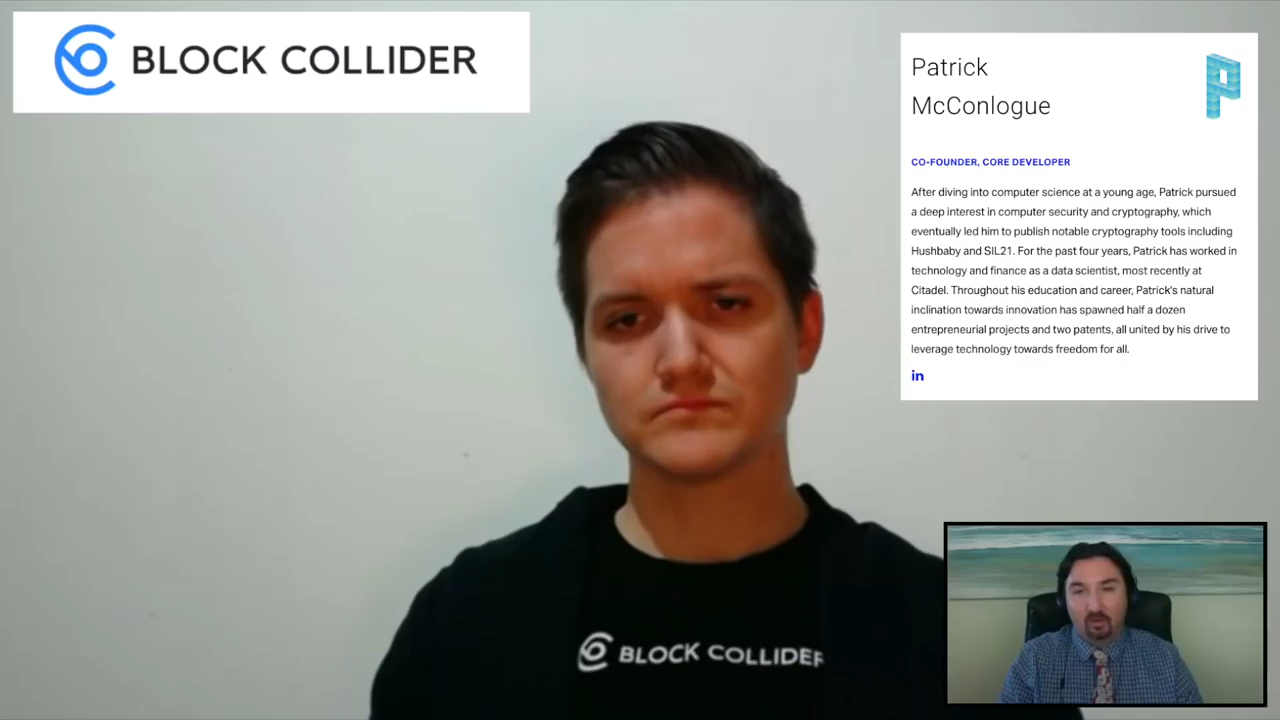 BLOCK COLLIDER
Patrick
McConlogue
CO-FOUNDER, CORE DEVELOPER
After diving into computer science at a young age, Patrick pursued
a deep interest in computer security and cryptography, which
eventually led him to publish notable cryptography tools including
Hushbaby and SIL21. For the past four years, Patrick has worked in
technology and finance as a data scientist, most recently at
Citadel. Throughout his education and career, Patrick's natural
inclination towards innovation has spawned half a dozen
entrepreneurial projects and two patents, all united by his drive to
leverage technology towards freedom for all.
in
BLOCK COLLIDER